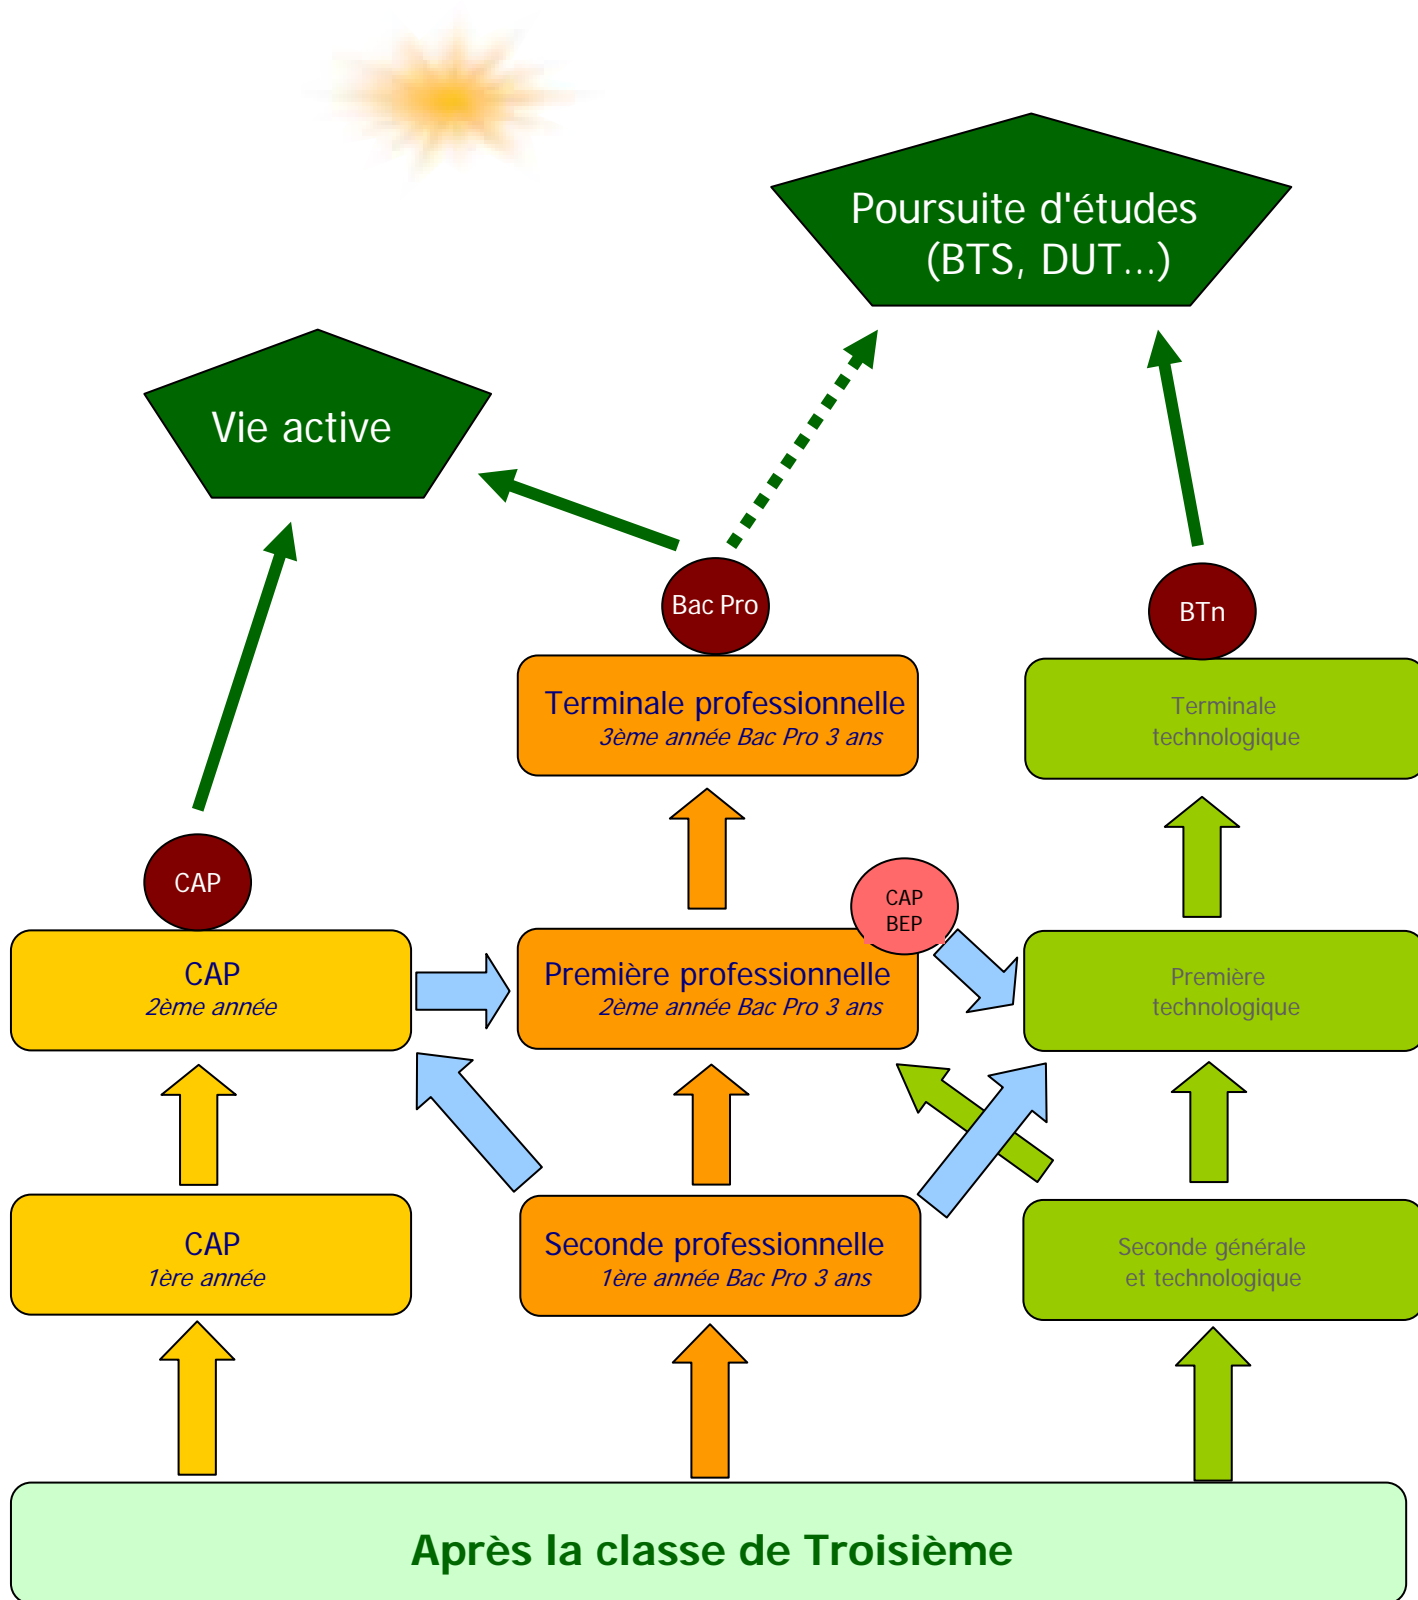 Poursuite d'études
(BTS, DUT...)
Vie active
Bac Pro
BTn
Terminale professionnelle
3ème année Bac Pro 3 ans
Terminale
technologique
CAP
CAP
BEP
CAP
2ème année
Première professionnelle
2ème année Bac Pro 3 ans
Première
technologique
CAP
1ère année
Seconde professionnelle
1ère année Bac Pro 3 ans
Seconde générale
et technologique
Après la classe de Troisième